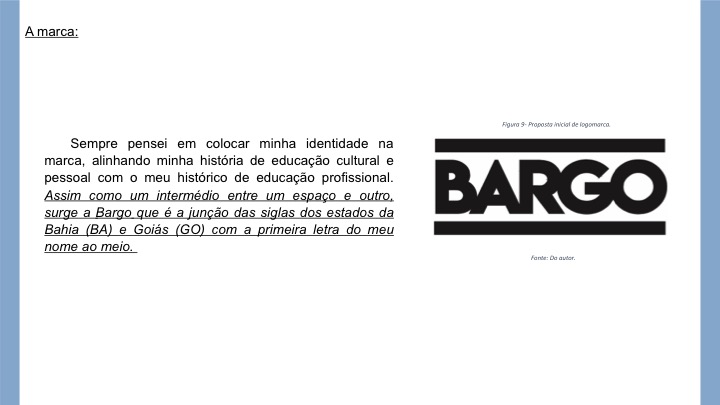 A marca:
Sempre pensei em colocar minha identidade na
marca, alinhando minha história de educação cultural e
pessoal com o meu histórico de educação profissional.
Assim como um intermédio entre um espaço e outro,
surge a Bargo que é a junção das siglas dos estados da
Bahia (BA) e Goiás (GO) com a primeira letra do meu
nome ao meio.
Figura 9- Proposta inicial de logomarca.
BARGO
Fonte: Do autor.